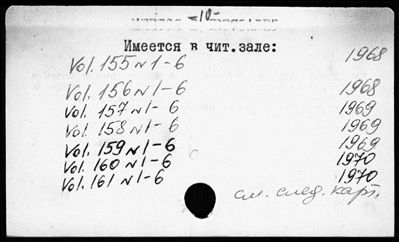 -10-
Имеется в чит.зале:
Vol. 155 N 1-6 1968
Vol. 156 N 1-6 1968
Vol. 157 N 1-6 1969
Vol. 158 N 1-6 1969
Vol. 159 N 1-6 1969
Vol. 160 N 1-6 1970
Vol. 161 N 1-6 1970
см. след. карт.